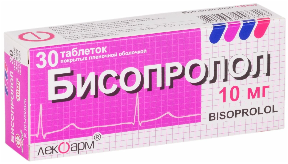 30 таблеток
покрытых пленочной оболочкой
Бисопролол
10 мг
BISOPROLOL
лекфарм®